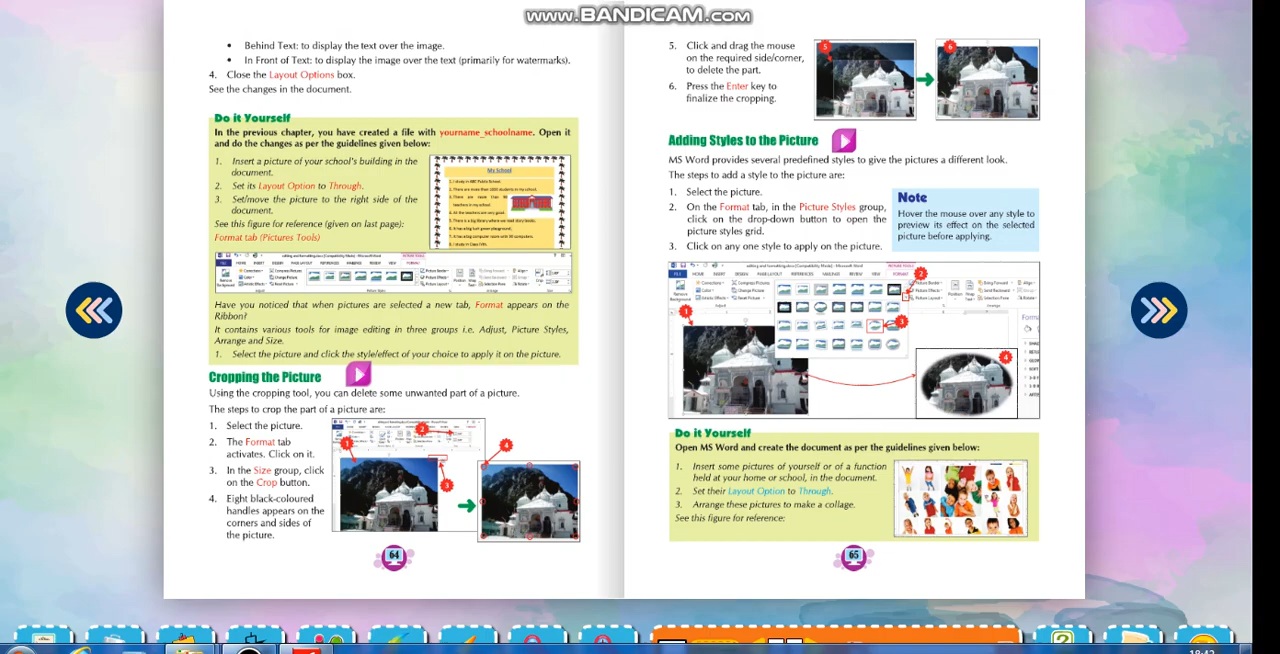 www.BANDICAM.com
• Behind Text: to display the text over the image.
• In Front of Text: to display the image over the text (primarily for watermarks).
4. Close the Layout Options box.
See the changes in the document.
Do it Yourself
In the previous chapter, you have created a file with yourname_schoolname. Open it
and do the changes as per the guidelines given below:
1. Insert a picture of your school's building in the
document.
2. Set its Layout Option to Through.
3. Set/move the picture to the right side of the
document.
See this figure for reference (given on last page):
Format tab (Pictures Tools)
My School
Have you noticed that when pictures are selected a new tab, Format appears on the
Ribbon?
It contains various tools for image editing in three groups i.e. Adjust, Picture Styles,
Arrange and Size.
1. Select the picture and click the style/effect of your choice to apply it on the picture.
Cropping the Picture
Using the cropping tool, you can delete some unwanted part of a picture.
The steps to crop the part of a picture are:
1. Select the picture.
2. The Format tab
activates. Click on it.
3. In the Size group, click
on the Crop button.
4. Eight black-coloured
handles appears on the
corners and sides of
the picture.
1
2
3
4
64
5. Click and drag the mouse
on the required side/corner,
to delete the part.
6. Press the Enter key to
finalize the cropping.
5
6
Adding Styles to the Picture
MS Word provides several predefined styles to give the pictures a different look.
The steps to add a style to the picture are:
1. Select the picture.
2. On the Format tab, in the Picture Styles group,
click on the drop-down button to open the
picture styles grid.
3. Click on any one style to apply on the picture.
Note
Hover the mouse over any style to
preview its effect on the selected
picture before applying.
1
2
3
4
Do it Yourself
Open MS Word and create the document as per the guidelines given below:
1. Insert some pictures of yourself or of a function
held at your home or school, in the document.
2. Set their Layout Option to Through.
3. Arrange these pictures to make a collage.
See this figure for reference:
65